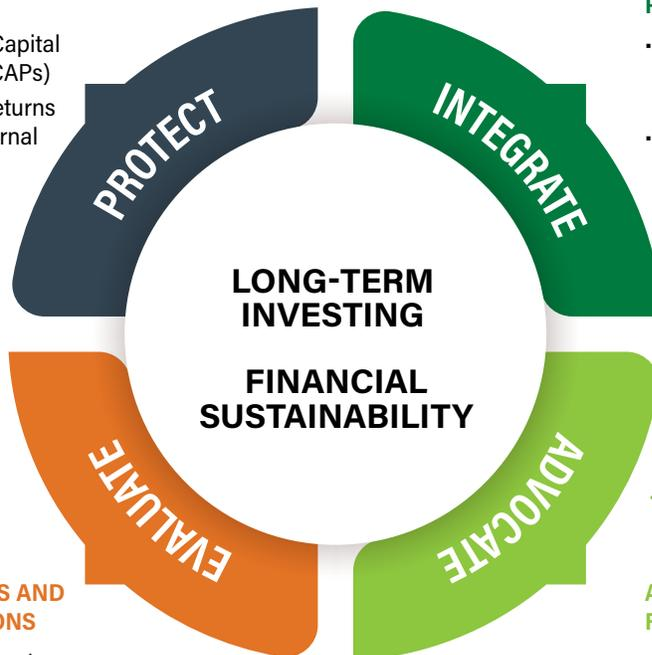 Capital
CAPs)
eturns
rnal
PROTECT
INTEGRATE
LONG-TERM
INVESTING
FINANCIAL
SUSTAINABILITY
EVALUATE
ADVOCATE
S AND
ONS